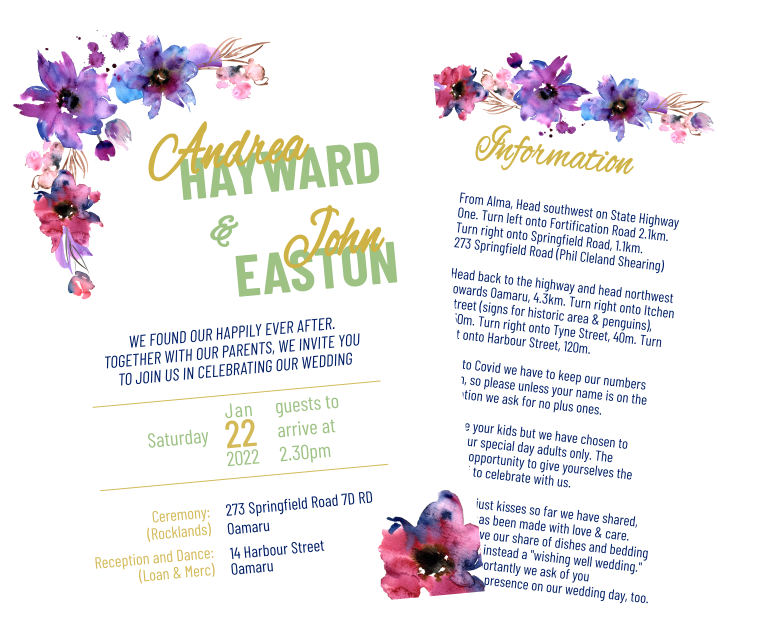 Andrea
HAYWARD
&
John
EASTON
WE FOUND OUR HAPPILY EVER AFTER.
TOGETHER WITH OUR PARENTS, WE INVITE YOU
TO JOIN US IN CELEBRATING OUR WEDDING
Saturday
Jan
22
2022
guests to
arrive at
2.30pm
Ceremony:
(Rocklands)
273 Springfield Road 7D RD
Oamaru
Reception and Dance:
(Loan & Merc)
14 Harbour Street
Oamaru
Information
From Alma, Head southwest on State Highway
One. Turn left onto Fortification Road 2.1km.
Turn right onto Springfield Road, 1.1km.
273 Springfield Road (Phil Cleland Shearing)
Head back to the highway and head northwest
owards Oamaru, 4.3km. Turn right onto Itchen
treet (signs for historic area & penguins),
0m. Turn right onto Tyne Street, 40m. Turn
t onto Harbour Street, 120m.
to Covid we have to keep our numbers
, so please unless your name is on the
tion we ask for no plus ones.
e your kids but we have chosen to
ur special day adults only. The
opportunity to give yourselves the
to celebrate with us.
just kisses so far we have shared,
as been made with love & care.
ve our share of dishes and bedding
instead a "wishing well wedding."
ortantly we ask of you
presence on our wedding day, too.